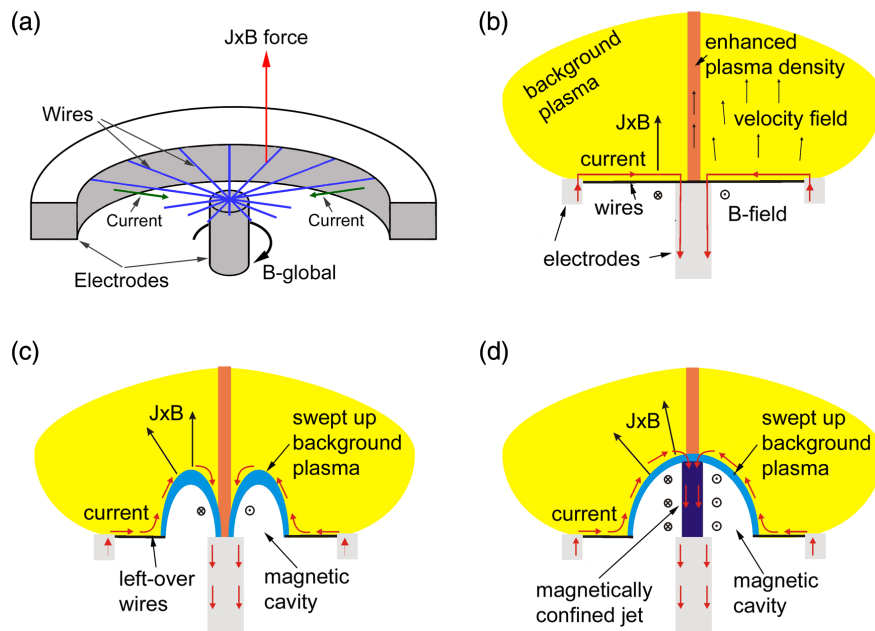 (a)
JxB force
Wires
Current
Current
Electrodes
B-global
(b)
background
plasma
enhanced
plasma density
JxB
velocity field
current
wires
B-field
electrodes
(c)
JxB
swept up
background
plasma
current
left-over
wires
magnetic
cavity
(d)
JxB
swept up
background
plasma
current
magnetically
confined jet
magnetic
cavity